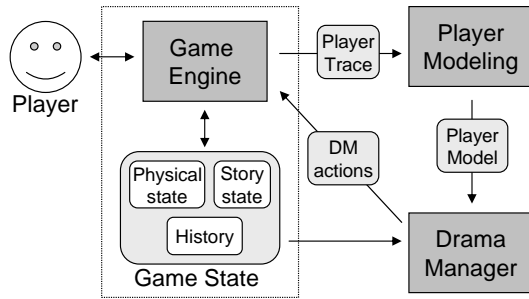 Player
Game
Engine
Player
Trace
Player
Modeling
Player
Model
DM
actions
Physical
state
Story
state
History
Game State
Drama
Manager